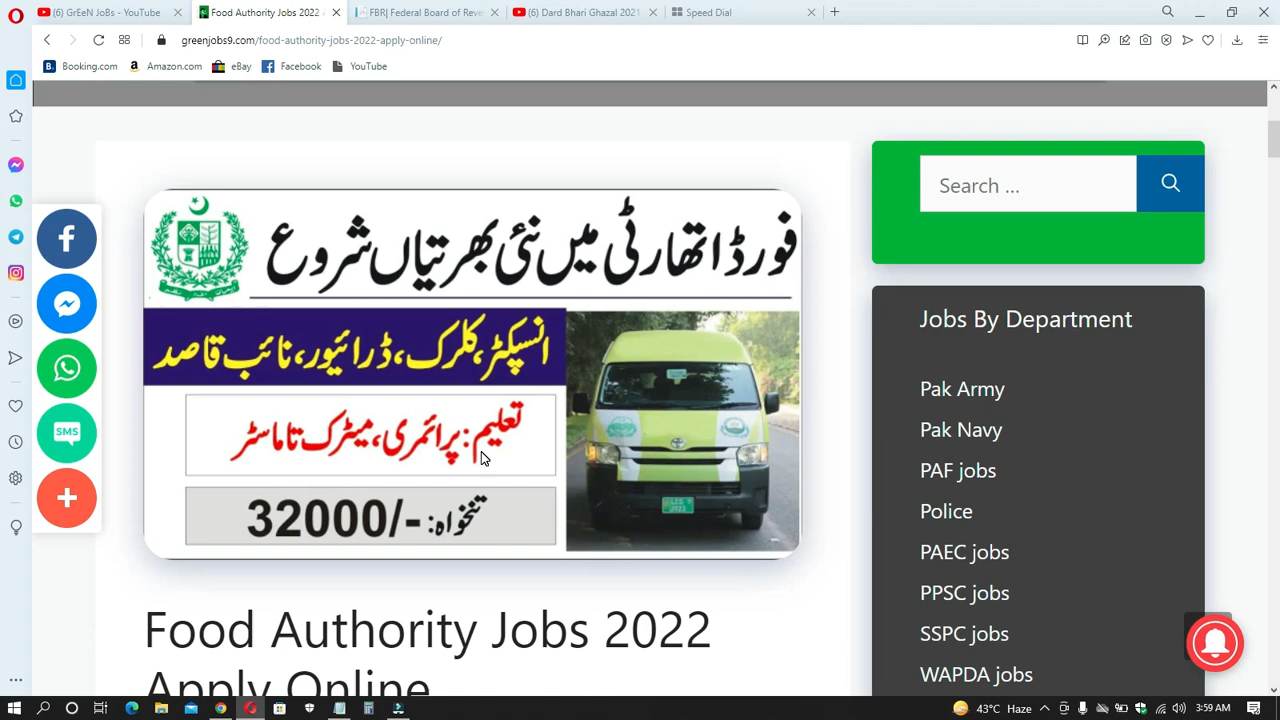 (6) GrEeN JoBs - YouTube
Food Authority Jobs 2022
FBR| Federal Board of Reve
(6) Dard Bhari Ghazal 2021
Speed Dial
greenjobs9.com/food-authority-jobs-2022-apply-online/
Booking.com
Amazon.com
eBay
Facebook
YouTube
فورڈ اتھارٹی میں نئی بھرتیاں شروع
انسپکٹر، کلرک، ڈرائیور، نائب قاصد
تعلیم: پرائمری، میٹرک تا ماسٹر
تنخواہ: -/32000
Food Authority Jobs 2022
Apply Online
SMS
Search ...
Jobs By Department
Pak Army
Pak Navy
PAF jobs
Police
PAEC jobs
PPSC jobs
SSPC jobs
WAPDA jobs
43°C Haze
3:59 AM